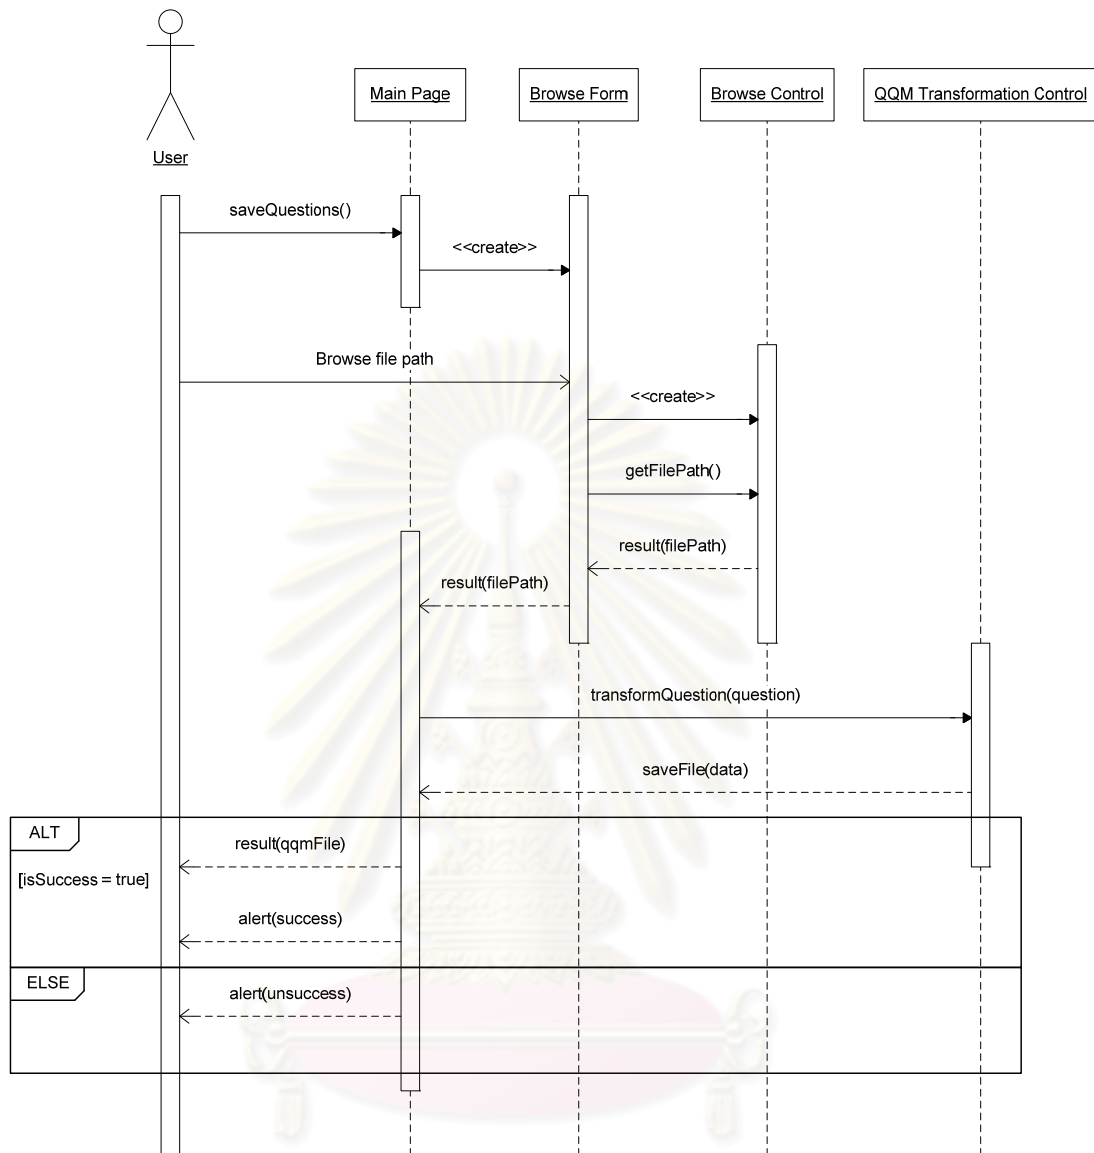 Main Page
Browse Form
Browse Control
QQM Transformation Control
User
saveQuestions()
<<create>>
Browse file path
<<create>>
getFilePath()
result(filePath)
result(filePath)
transformQuestion(question)
saveFile(data)
ALT
result(qqmFile)
[isSuccess = true]
alert(success)
ELSE
alert(unsuccess)